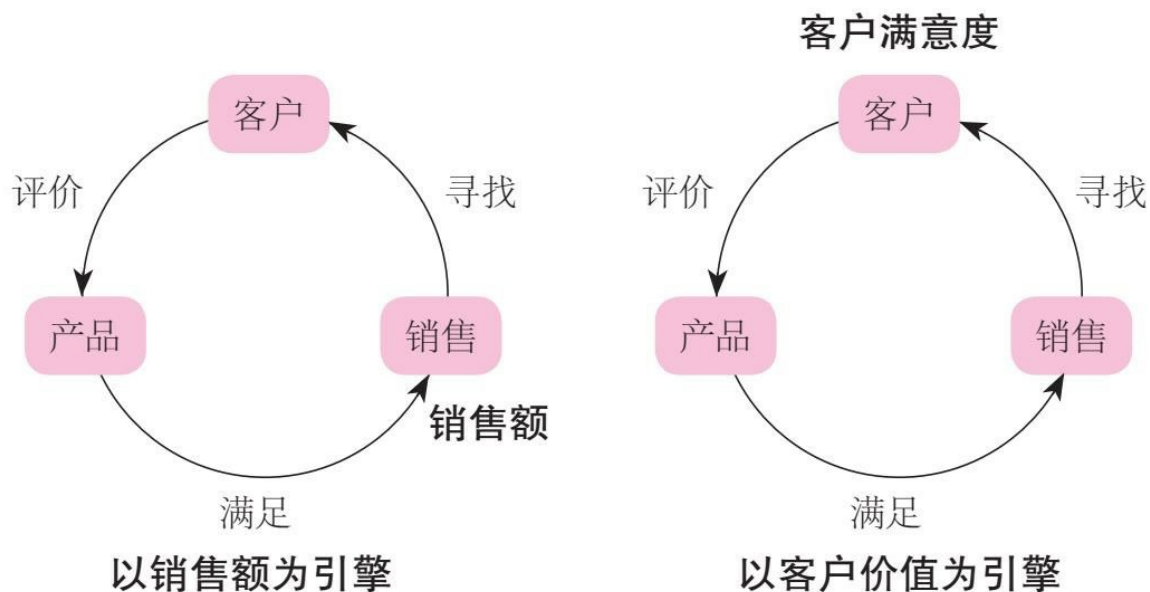 客户
评价
寻找
产品
销售
销售额
满足
以销售额为引擎
客户满意度
客户
评价
寻找
产品
销售
满足
以客户价值为引擎